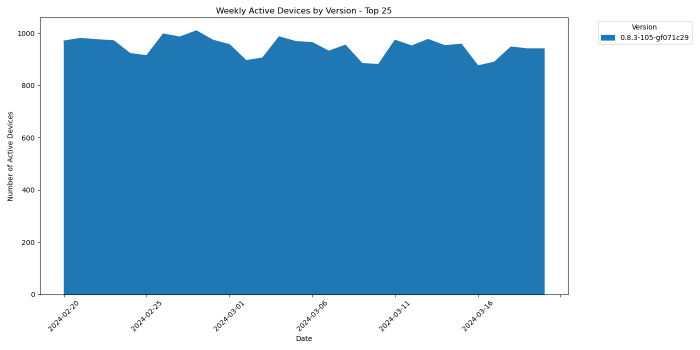 Weekly Active Devices by Version - Top 25
Version
0.8.3-105-gf071c29
Number of Active Devices
1000
800
600
400
200
0
2024-02-20
2024-02-25
2024-03-01
2024-03-06
2024-03-11
2024-03-16
Date